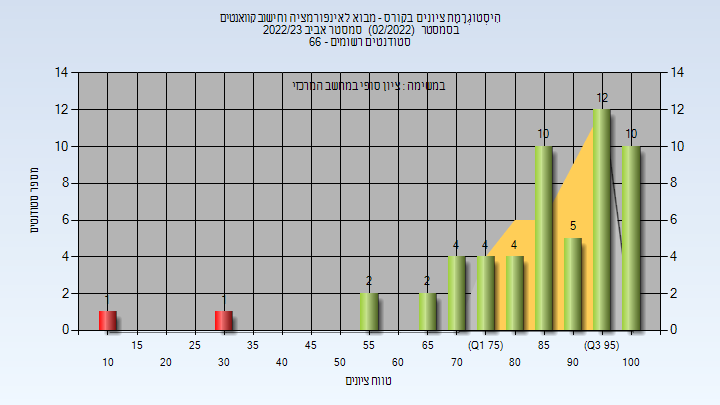 היסטוגרמת ציונים בקורס - מבוא לאינפורמציה וחישוב קוואנטים
בסמסטר (02/2022) סמסטר אביב 2022/23
סטודנטים רשומים - 66
במשימה : ציון סופי במחשב המרכזי
מספר סטודנטים
14 14
12 12
10 10
8 8
6 6
4 4
2 2
0 0
1 1 2 2 4 4 4 10 5 12 10
15 25 35 45 55 65 (Q1 75) 85 (Q3 95)
10 20 30 40 50 60 70 80 90 100
טווח ציונים